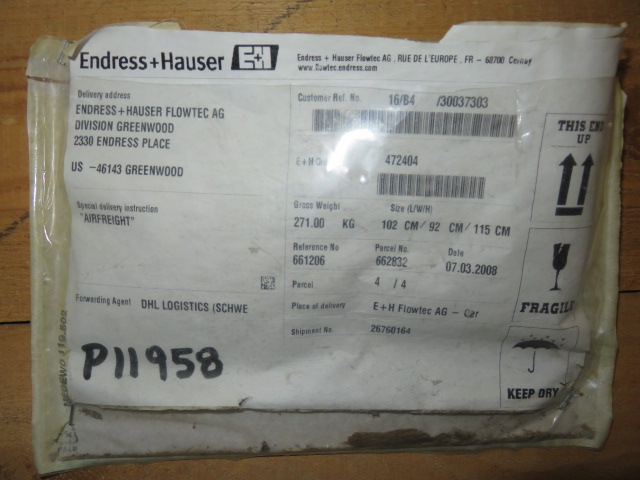 Endress+Hauser E+H
Endress + Hauser Flowtec AG , RUE DE L'EUROPE , FR - 68700 Cernay
www.flowtec.endress.com
Delivery address
ENDRESS+HAUSER FLOWTEC AG
DIVISION GREENWOOD
2330 ENDRESS PLACE
US -46143 GREENWOOD
Special delivery instruction
"AIRFREIGHT"
Forwarding Agent DHL LOGISTICS (SCHWE
P11958
Customer Ref. No. 16/B4 /30037303
E+H 472404
Gross Weight Size (L/W/H)
271.00 KG 102 CM/ 92 CM/ 115 CM
Reference No Parcel No. Date
661206 662832 07.03.2008
Parcel 4 / 4
Place of delivery E+H Flowtec AG - Cer
Shipment No 26760164
THIS END
UP
FRAGILE
KEEP DRY